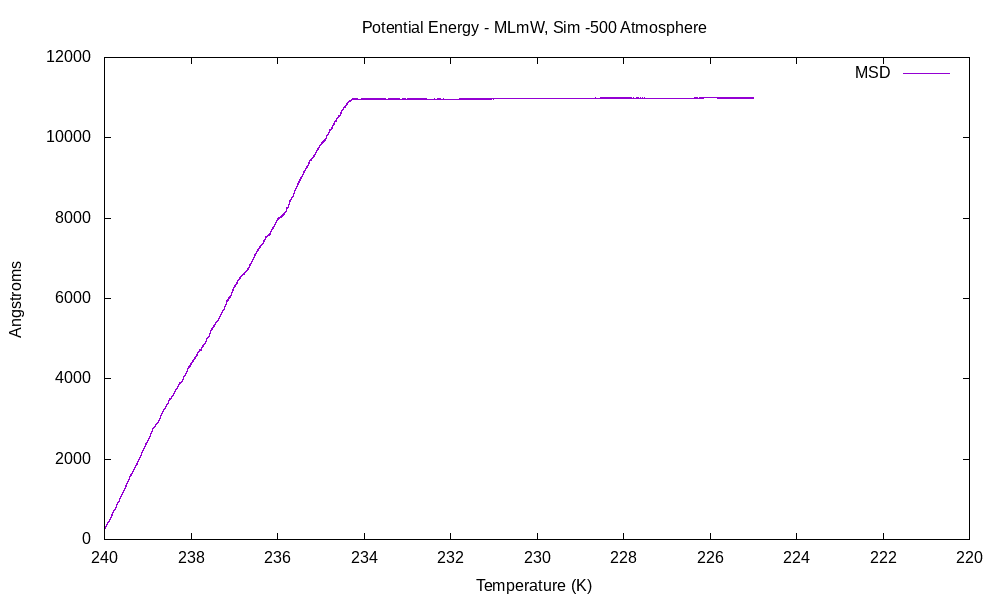 Potential Energy - MLmW, Sim -500 Atmosphere
12000
MSD
10000
8000
6000
4000
2000
0
Angstroms
240 238 236 234 232 230 228 226 224 222 220
Temperature (K)